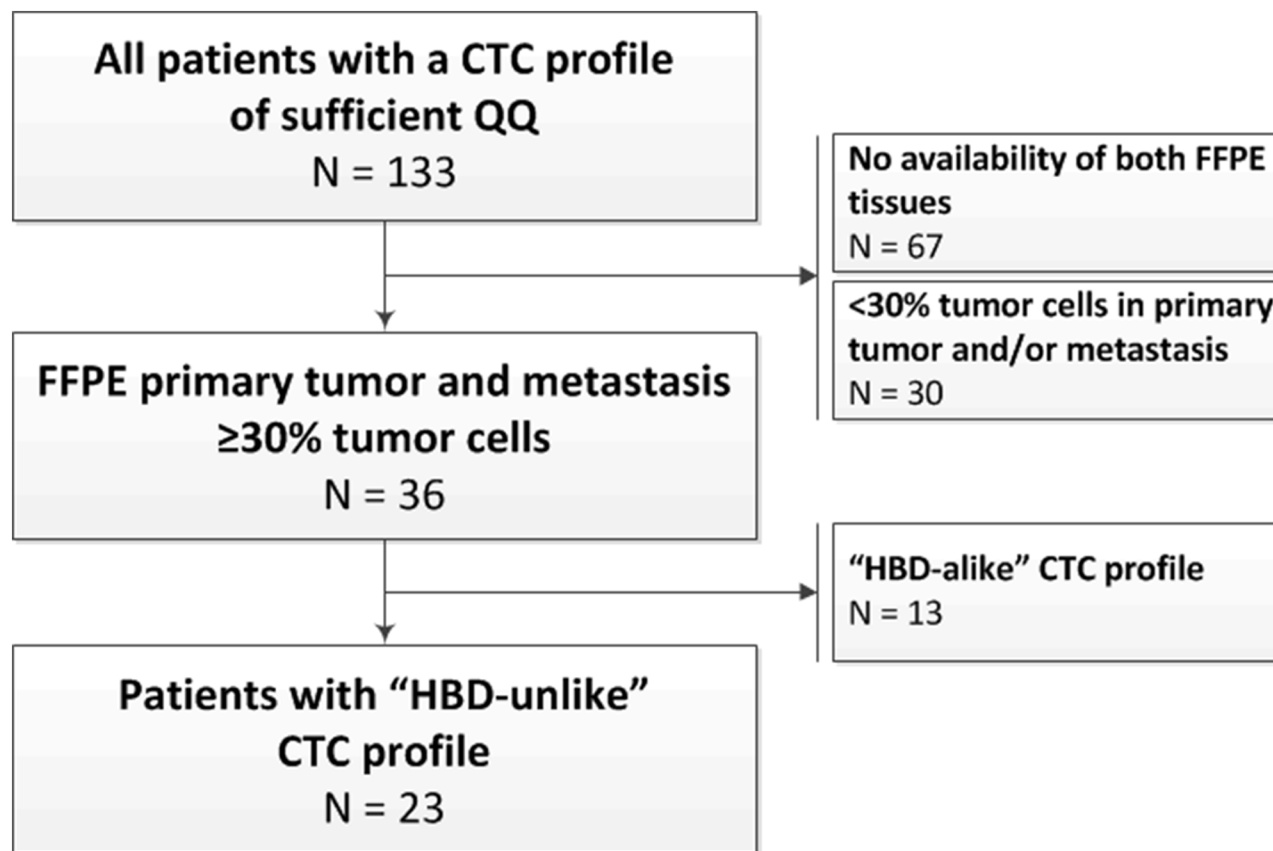 All patients with a CTC profile
of sufficient QQ
N = 133
No availability of both FFPE
tissues
N = 67
<30% tumor cells in primary
tumor and/or metastasis
N = 30
FFPE primary tumor and metastasis
≥30% tumor cells
N = 36
“HBD-alike” CTC profile
N = 13
Patients with “HBD-unlike”
CTC profile
N = 23